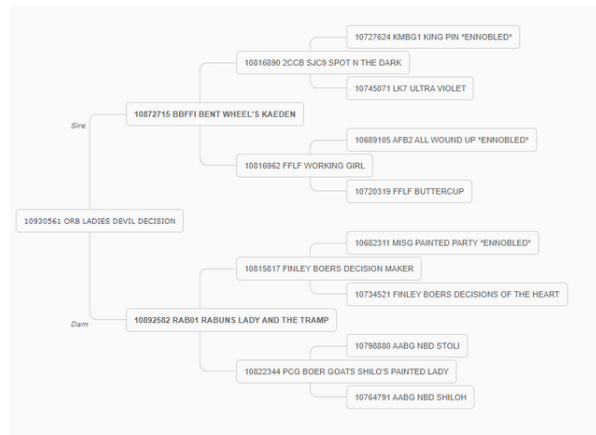 10727624 KMBG1 KING PIN *ENNOBLED*
10816890 2CCB SJC9 SPOT N THE DARK
10745071 LK7 ULTRA VIOLET
10872715 BBFFI BENT WHEEL'S KAEDEN
Sire
10689105 AFB2 ALL WOUND UP *ENNOBLED*
10816962 FFLF WORKING GIRL
10720319 FFLF BUTTERCUP
10930561 ORB LADIES DEVIL DECISION
10682311 MISG PAINTED PARTY *ENNOBLED*
10815817 FINLEY BOERS DECISION MAKER
10734521 FINLEY BOERS DECISIONS OF THE HEART
Dam
10892582 RAB01 RABUNS LADY AND THE TRAMP
10798880 AABG NBD STOLI
10822344 PCG BOER GOATS SHILO'S PAINTED LADY
10764791 AABG NBD SHILOH